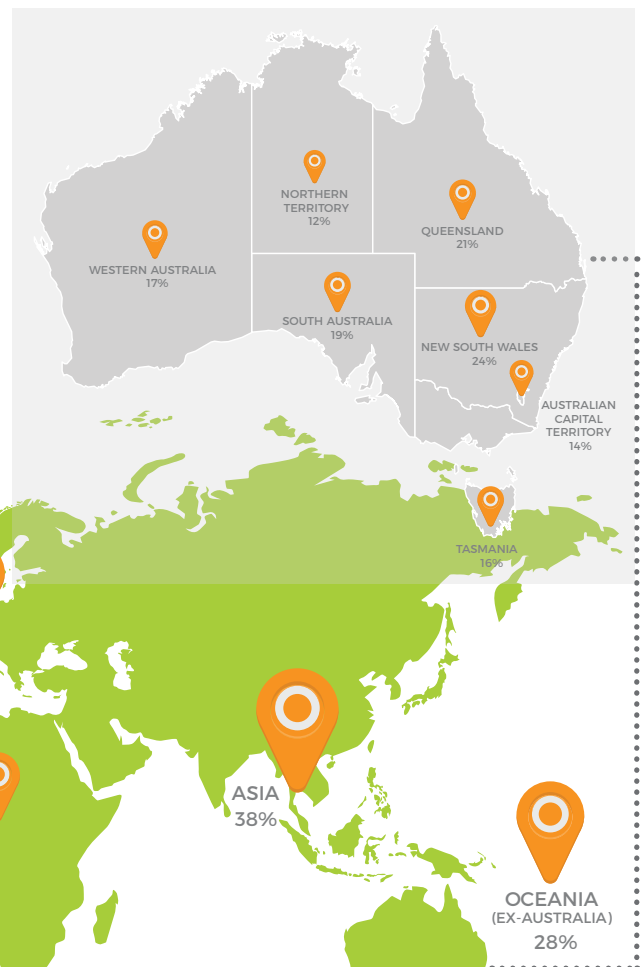 NORTHERN
TERRITORY
12%
QUEENSLAND
21%
WESTERN AUSTRALIA
17%
SOUTH AUSTRALIA
19%
NEW SOUTH WALES
24%
AUSTRALIAN
CAPITAL
TERRITORY
14%
TASMANIA
16%
ASIA
38%
OCEANIA
(EX-AUSTRALIA)
28%